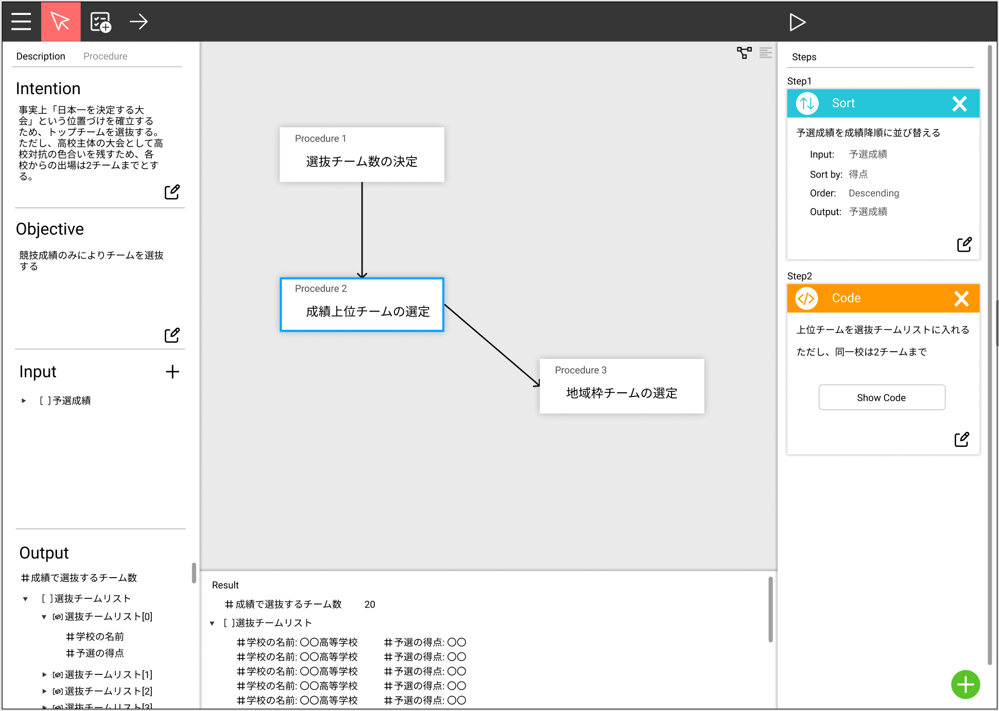 Description Procedure
Intention
事実上「日本一を決定する大
会」という位置づけを確立する
ため、トップチームを選抜する。
ただし、高校主体の大会として高
校対抗の色合いを残すため、各
校からの出場は2チームまでとす
る。
Objective
競技成績のみによりチームを選抜
する
Input
[ ]予選成績
Output
#成績で選抜するチーム数
[ ]選抜チームリスト
選抜チームリスト[0]
#学校の名前
#予選の得点
選抜チームリスト[1]
選抜チームリスト[2]
選抜チームリスト[3]
Procedure 1
選抜チーム数の決定
Procedure 2
成績上位チームの選定
Procedure 3
地域枠チームの選定
Result
#成績で選抜するチーム数 20
[ ]選抜チームリスト
#学校の名前: 〇〇高等学校 #予選の得点: 〇〇
#学校の名前: 〇〇高等学校 #予選の得点: 〇〇
#学校の名前: 〇〇高等学校 #予選の得点: 〇〇
#学校の名前: 〇〇高等学校 #予選の得点: 〇〇
#学校の名前: 〇〇高等学校 #予選の得点: 〇〇
Steps
Step1
Sort
予選成績を成績降順に並び替える
Input: 予選成績
Sort by: 得点
Order: Descending
Output: 予選成績
Step2
Code
上位チームを選抜チームリストに入れる
ただし、同一校は2チームまで
Show Code